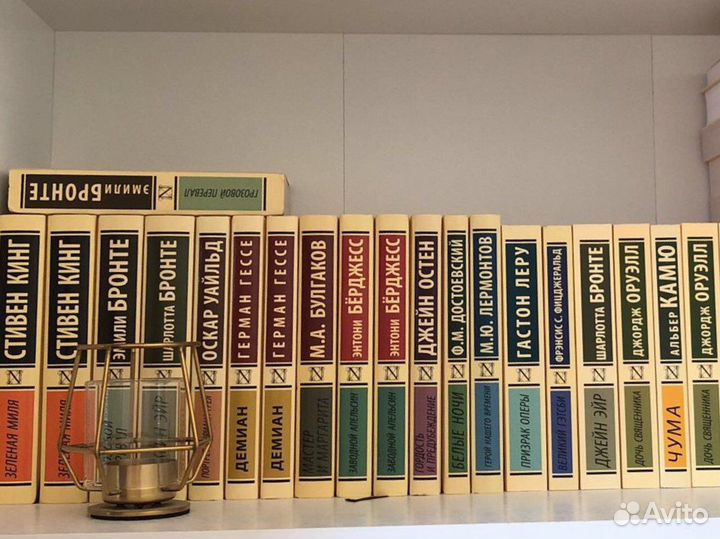 ЭМИЛИ БРОНТЕ
ГРОЗОВОЙ ПЕРЕВАЛ
СТИВЕН КИНГ
ЗЕЛЕНАЯ МИЛЯ
СТИВЕН КИНГ
ЭМИЛИ БРОНТЕ
ШАРЛОТТА БРОНТЕ
ОСКАР УАЙЛЬД
ГЕРМАН ГЕССЕ
ДЕМИАН
ГЕРМАН ГЕССЕ
ДЕМИАН
М.А. БУЛГАКОВ
МАСТЕР
И МАРГАРИТА
ЭНТОНИ БЁРДЖЕСС
ЗАВОДНОЙ АПЕЛЬСИН
ЭНТОНИ БЁРДЖЕСС
ЗАВОДНОЙ АПЕЛЬСИН
ДЖЕЙН ОСТЕН
ГОРДОСТЬ
И ПРЕДУБЕЖДЕНИЕ
Ф.М. ДОСТОЕВСКИЙ
БЕЛЫЕ НОЧИ
М.Ю. ЛЕРМОНТОВ
ГЕРОЙ НАШЕГО ВРЕМЕНИ
ГАСТОН ЛЕРУ
ПРИЗРАК ОПЕРЫ
ФРЭНСИС С. ФИЦДЖЕРАЛЬД
ВЕЛИКИЙ ГЭТСБИ
ШАРЛОТТА БРОНТЕ
ДЖЕЙН ЭЙР
ДЖОРДЖ ОРУЭЛЛ
ДОЧЬ СВЯЩЕННИКА
АЛЬБЕР КАМЮ
ЧУМА
ДЖОРДЖ ОРУЭЛЛ
ДОЧЬ СВЯЩЕННИКА
Avito